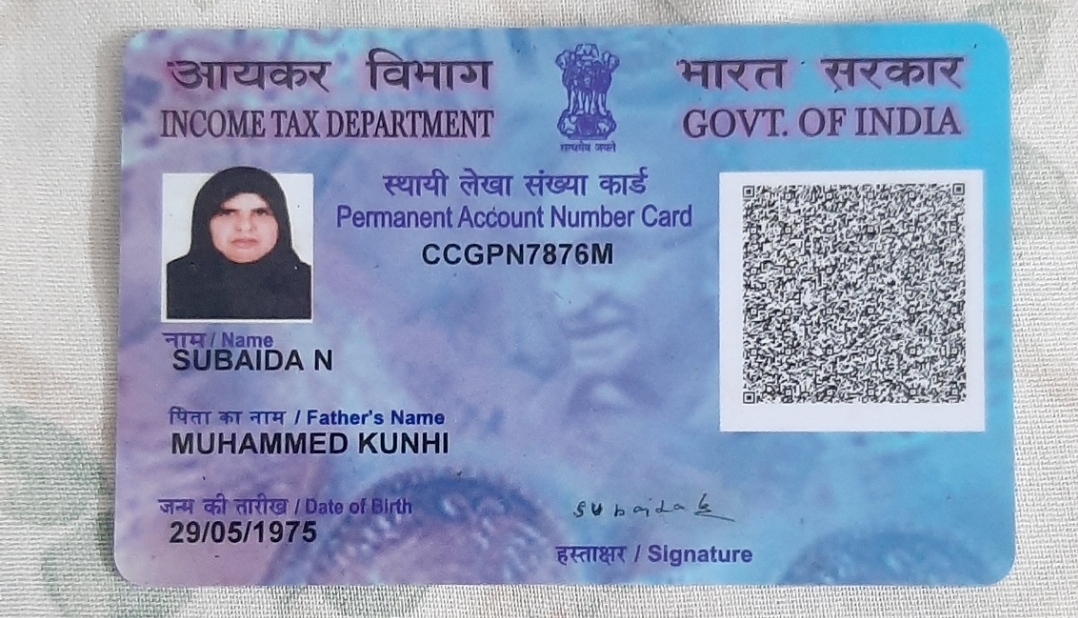 आयकर विभाग
INCOME TAX DEPARTMENT
सत्यमेव जयते
भारत सरकार
GOVT. OF INDIA
स्थायी लेखा संख्या कार्ड
Permanent Account Number Card
CCGPN7876M
नाम / Name
SUBAIDA N
पिता का नाम / Father's Name
MUHAMMED KUNHI
जन्म की तारीख / Date of Birth
29/05/1975
subaida
हस्ताक्षर / Signature